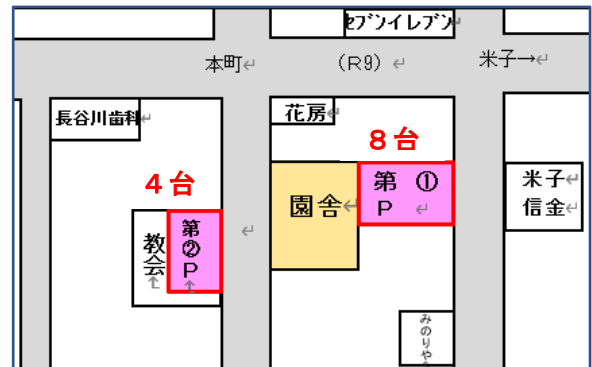 セブンイレブン
本町
（R9）
米子→
長谷川歯科
花房
8台
第 ①
P
園舎
米子
信金
4台
教会
第②P
みのりや